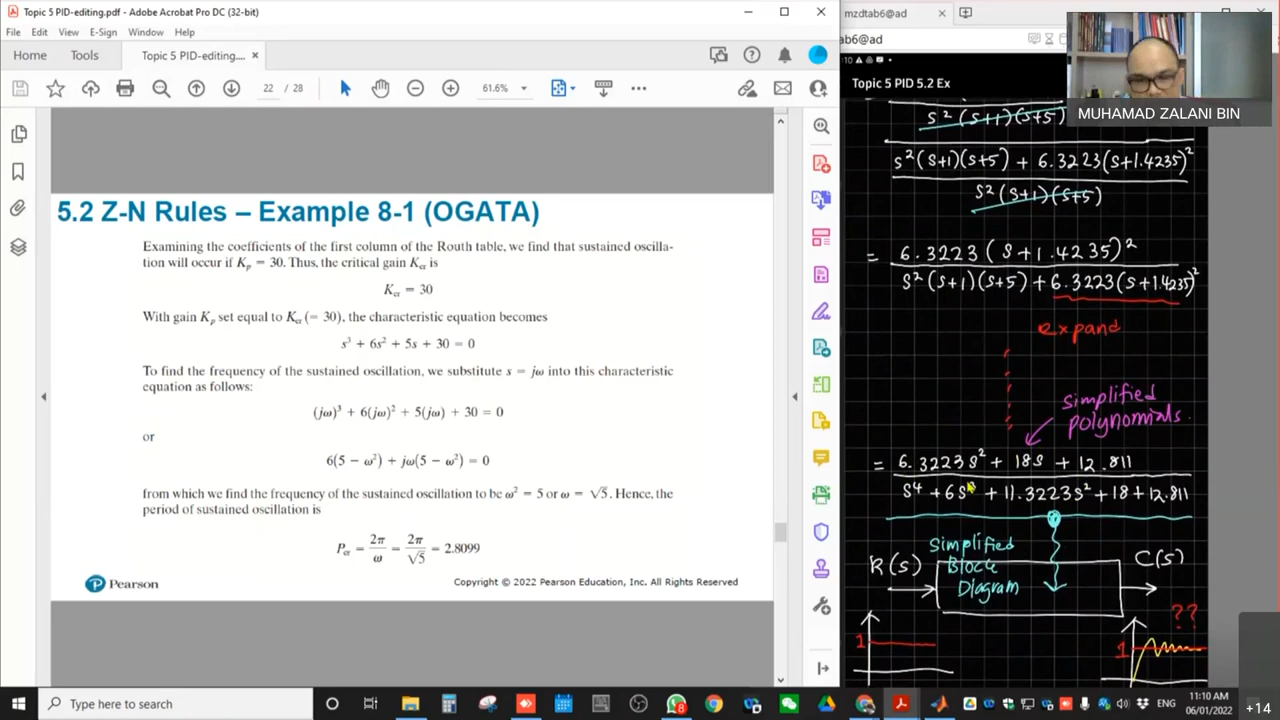 Topic 5 PID-editing.pdf - Adobe Acrobat Pro DC (32-bit)
File Edit View E-Sign Window Help
Home Tools Topic 5 PID-editing.... ×
22 / 28 61.6%
5.2 Z-N Rules – Example 8-1 (OGATA)
Examining the coefficients of the first column of the Routh table, we find that sustained oscilla-
tion will occur if Kp = 30. Thus, the critical gain Kcr is
Kcr = 30
With gain Kp set equal to Kcr (= 30), the characteristic equation becomes
s³ + 6s² + 5s + 30 = 0
To find the frequency of the sustained oscillation, we substitute s = jω into this characteristic
equation as follows:
(jω)³ + 6(jω)² + 5(jω) + 30 = 0
or
6(5 − ω²) + jω(5 − ω²) = 0
from which we find the frequency of the sustained oscillation to be ω² = 5 or ω = √5. Hence, the
period of sustained oscillation is
Pcr = 2π/ω = 2π/√5 = 2.8099
Pearson
Copyright © 2022 Pearson Education, Inc. All Rights Reserved
mzdtab6@ad
ab6@ad
:10
Topic 5 PID 5.2 Ex
MUHAMAD ZALANI BIN
s²(s+1)(s+5)
s²(s+1)(s+5) + 6.3223(s+1.4235)²
s²(s+1)(s+5)
= 6.3223(s+1.4235)²
s²(s+1)(s+5) + 6.3223(s+1.4235)²
expand
simplified
polynomials.
= 6.3223s² + 18s + 12.811
s⁴ + 6s³ + 11.3223s² + 18 + 12.811
Simplified
Block
Diagram
R(s)
C(s)
??
1
1
Type here to search
8
ENG
11:10 AM
06/01/2022
+14